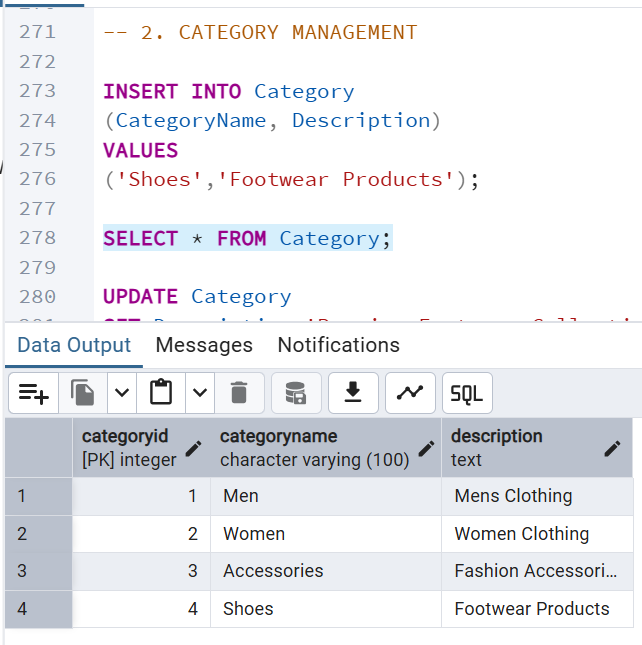 271 -- 2. CATEGORY MANAGEMENT
272
273 INSERT INTO Category
274 (CategoryName, Description)
275 VALUES
276 ('Shoes','Footwear Products');
277
278 SELECT * FROM Category;
279
280 UPDATE Category
Data Output Messages Notifications
SQL
categoryid categoryname description
[PK] integer character varying (100) text
1 1 Men Mens Clothing
2 2 Women Women Clothing
3 3 Accessories Fashion Accessori...
4 4 Shoes Footwear Products